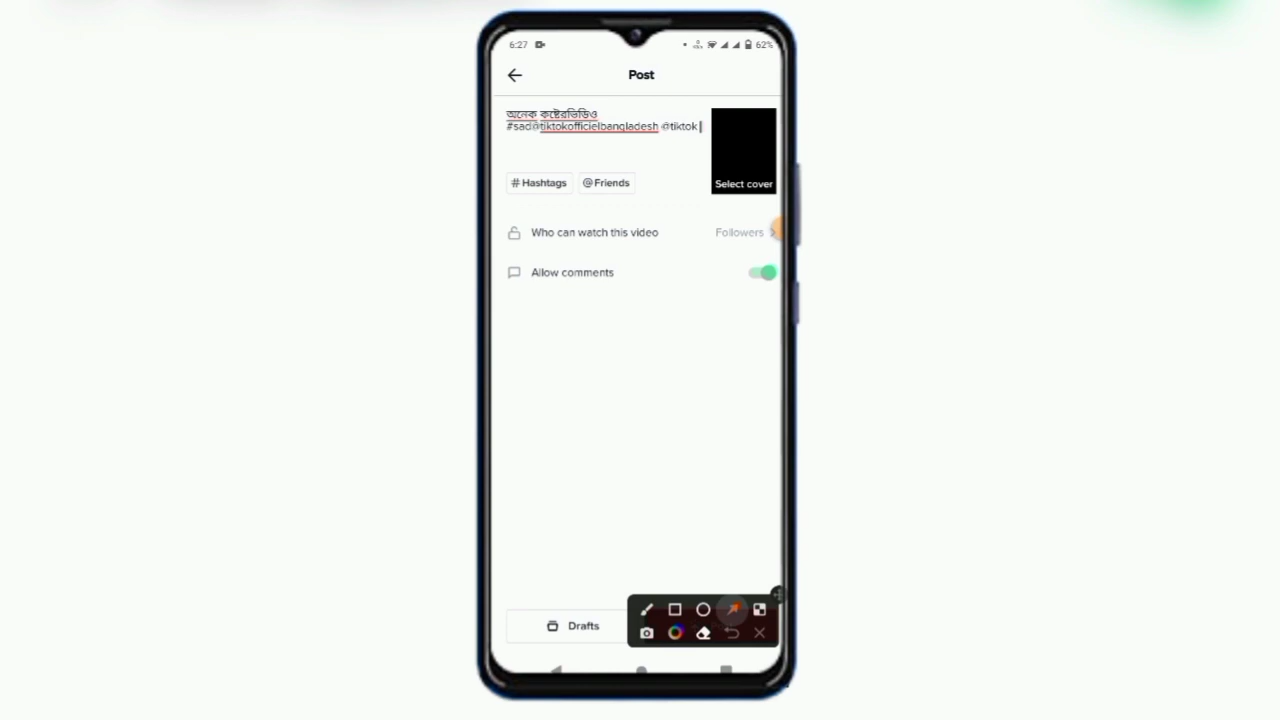 6:27 62%
Post
অনেক কষ্টেরভিডিও
#sad@tiktokofficielbangladesh @tiktok
Select cover
# Hashtags @ Friends
Who can watch this video Followers
Allow comments
Drafts